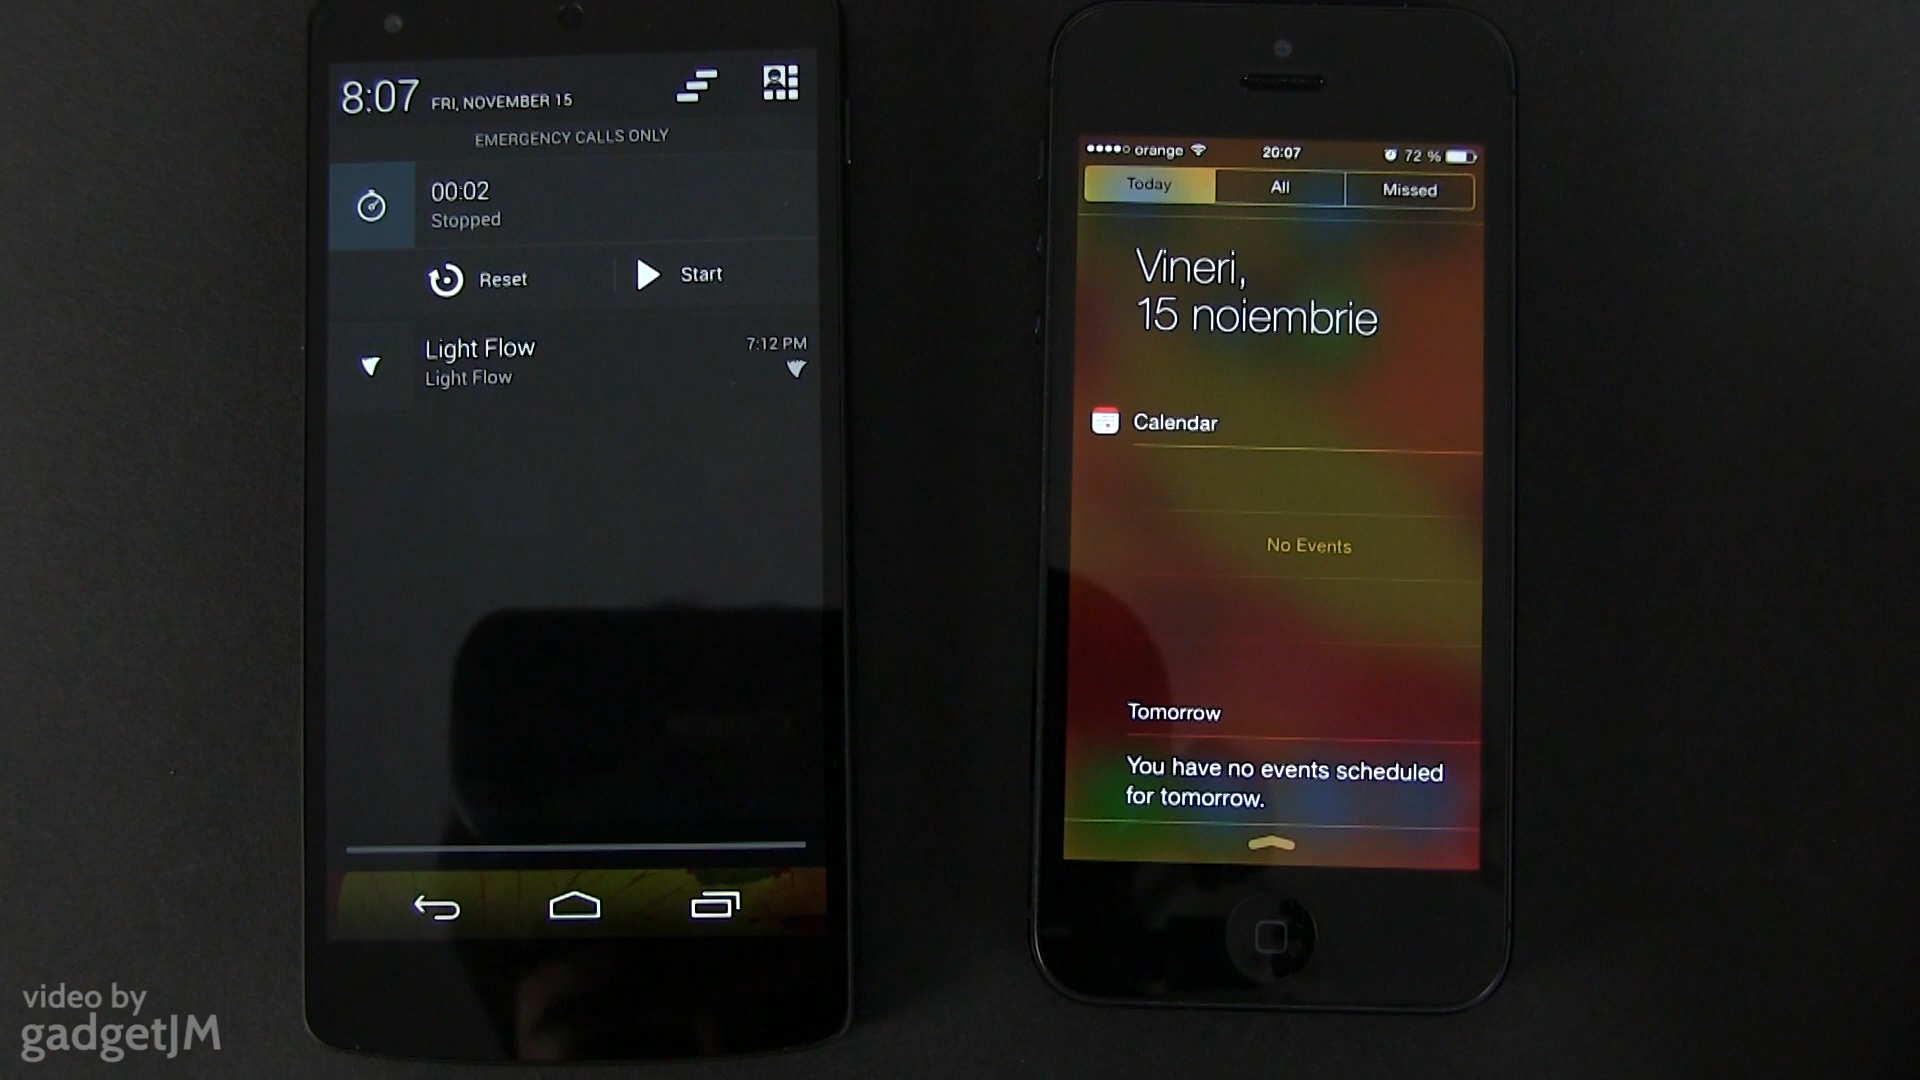 8:07 FRI, NOVEMBER 15
EMERGENCY CALLS ONLY
00:02
Stopped
Reset Start
Light Flow 7:12 PM
Light Flow
orange 20:07 72 %
Today All Missed
Vineri,
15 noiembrie
Calendar
No Events
Tomorrow
You have no events scheduled
for tomorrow.
video by
gadgetJM